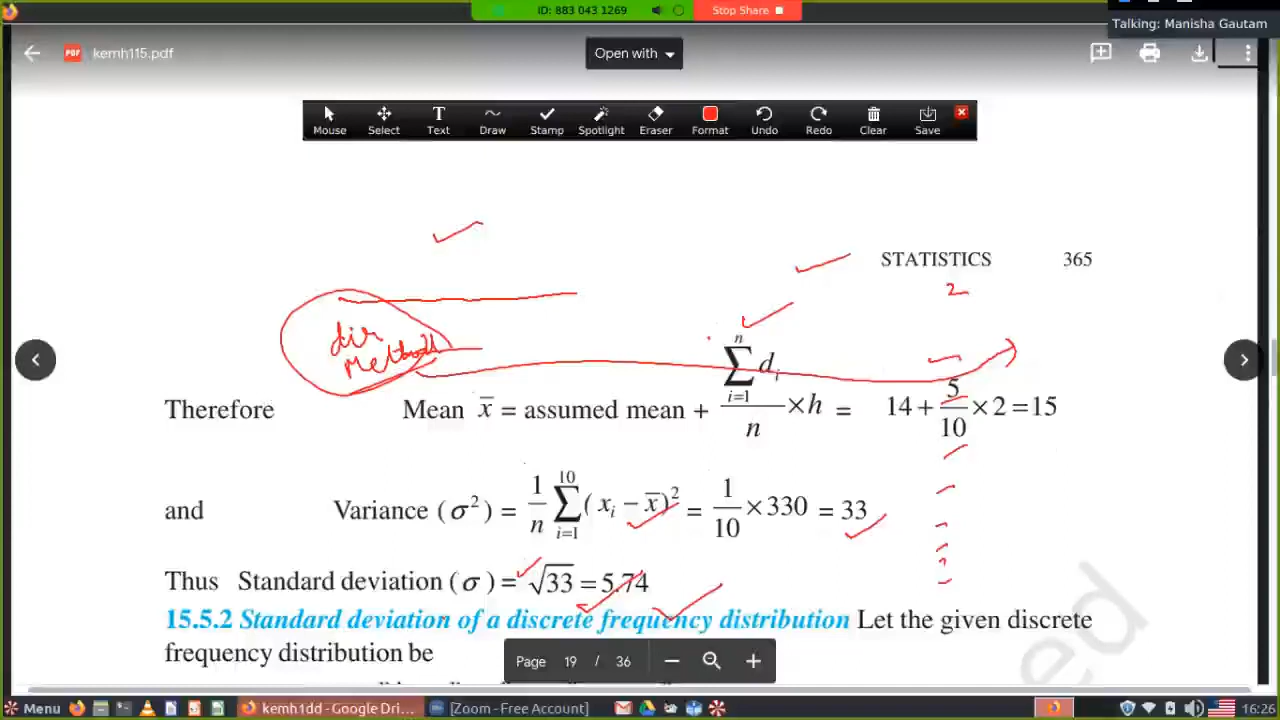 ID: 883 043 1269 Stop Share
Talking: Manisha Gautam
PDF kemh115.pdf Open with
Mouse Select Text Draw Stamp Spotlight Eraser Format Undo Redo Clear Save
STATISTICS 365
2
dir
Method
Therefore Mean x̄ = assumed mean + (∑_{i=1}^{n} d_i)/n × h = 14 + 5/10 × 2 = 15
and Variance (σ²) = 1/n ∑_{i=1}^{10} (x_i − x̄)² = 1/10 × 330 = 33
Thus Standard deviation (σ) = √33 = 5.74
15.5.2 Standard deviation of a discrete frequency distribution Let the given discrete
frequency distribution be
Page 19 / 36
ed
Menu kemh1dd - Google Dri... [Zoom - Free Account] 16:26